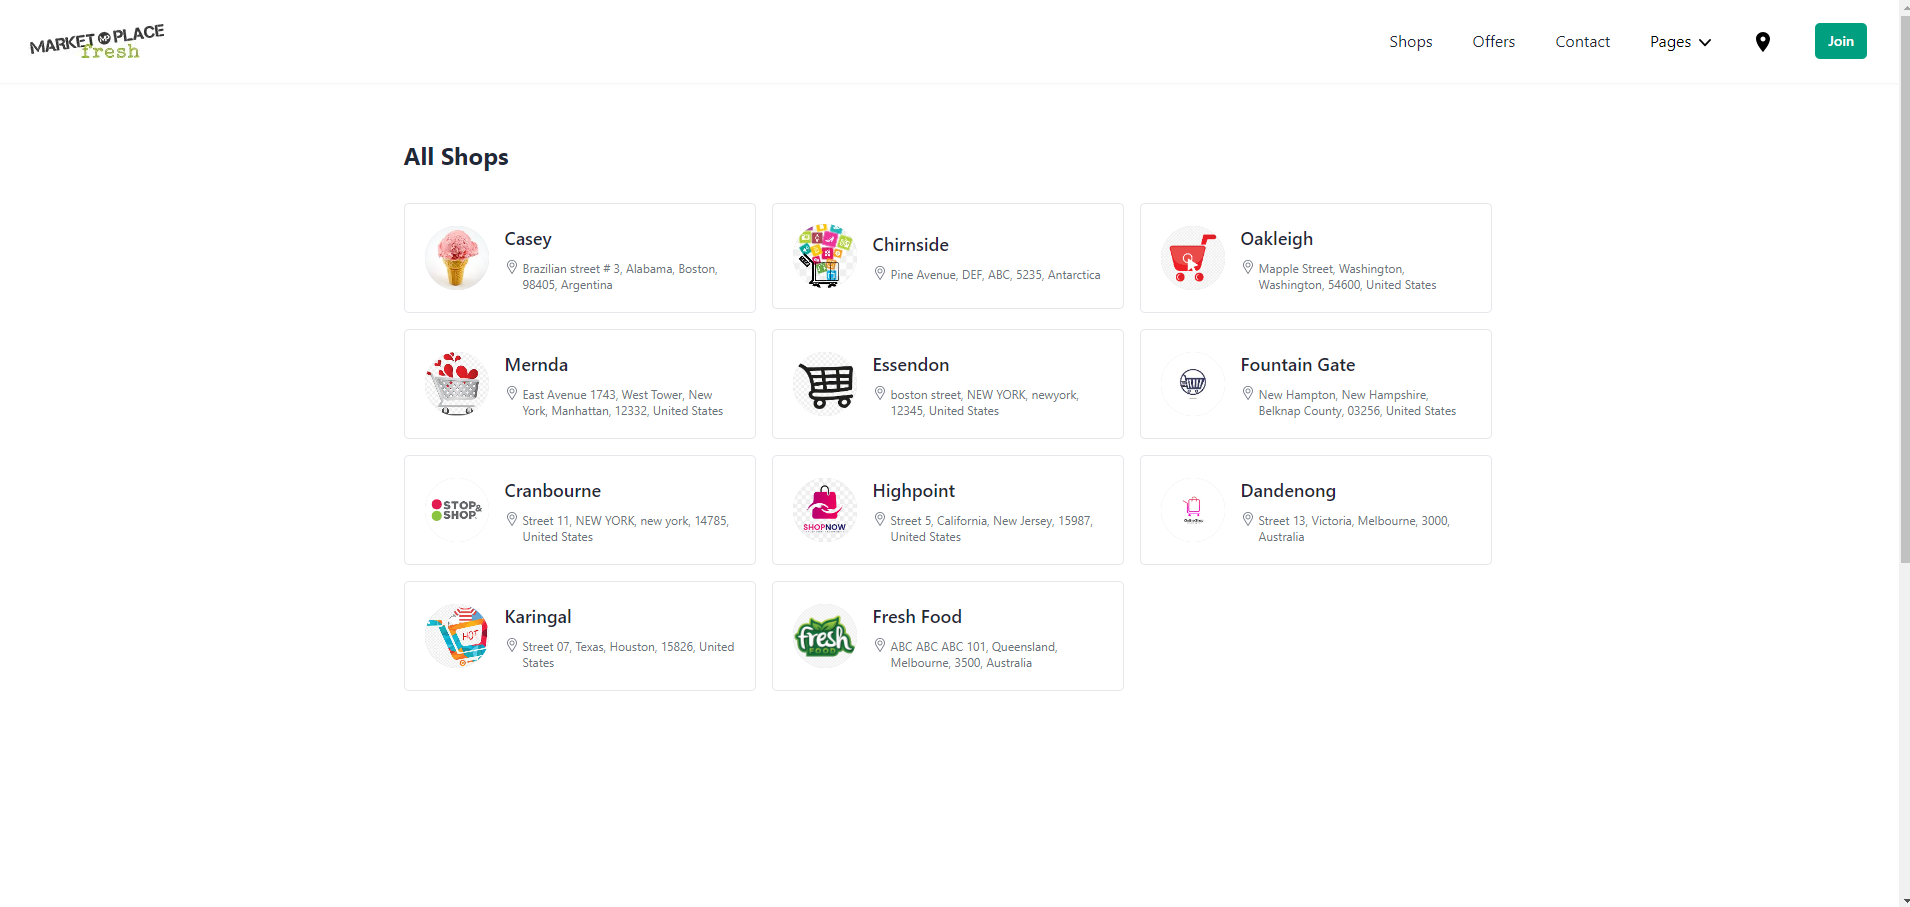 MARKET MP PLACE
fresh
Shops
Offers
Contact
Pages
Join
All Shops
Casey
Brazilian street # 3, Alabama, Boston,
98405, Argentina
Chirnside
Pine Avenue, DEF, ABC, 5235, Antarctica
Oakleigh
Mapple Street, Washington,
Washington, 54600, United States
Mernda
East Avenue 1743, West Tower, New
York, Manhattan, 12332, United States
Essendon
boston street, NEW YORK, newyork,
12345, United States
Fountain Gate
New Hampton, New Hampshire,
Belknap County, 03256, United States
STOP&
SHOP
Cranbourne
Street 11, NEW YORK, new york, 14785,
United States
SHOPNOW
Highpoint
Street 5, California, New Jersey, 15987,
United States
Dandenong
Street 13, Victoria, Melbourne, 3000,
Australia
HOT
Karingal
Street 07, Texas, Houston, 15826, United
States
fresh
FOOD
Fresh Food
ABC ABC ABC 101, Queensland,
Melbourne, 3500, Australia